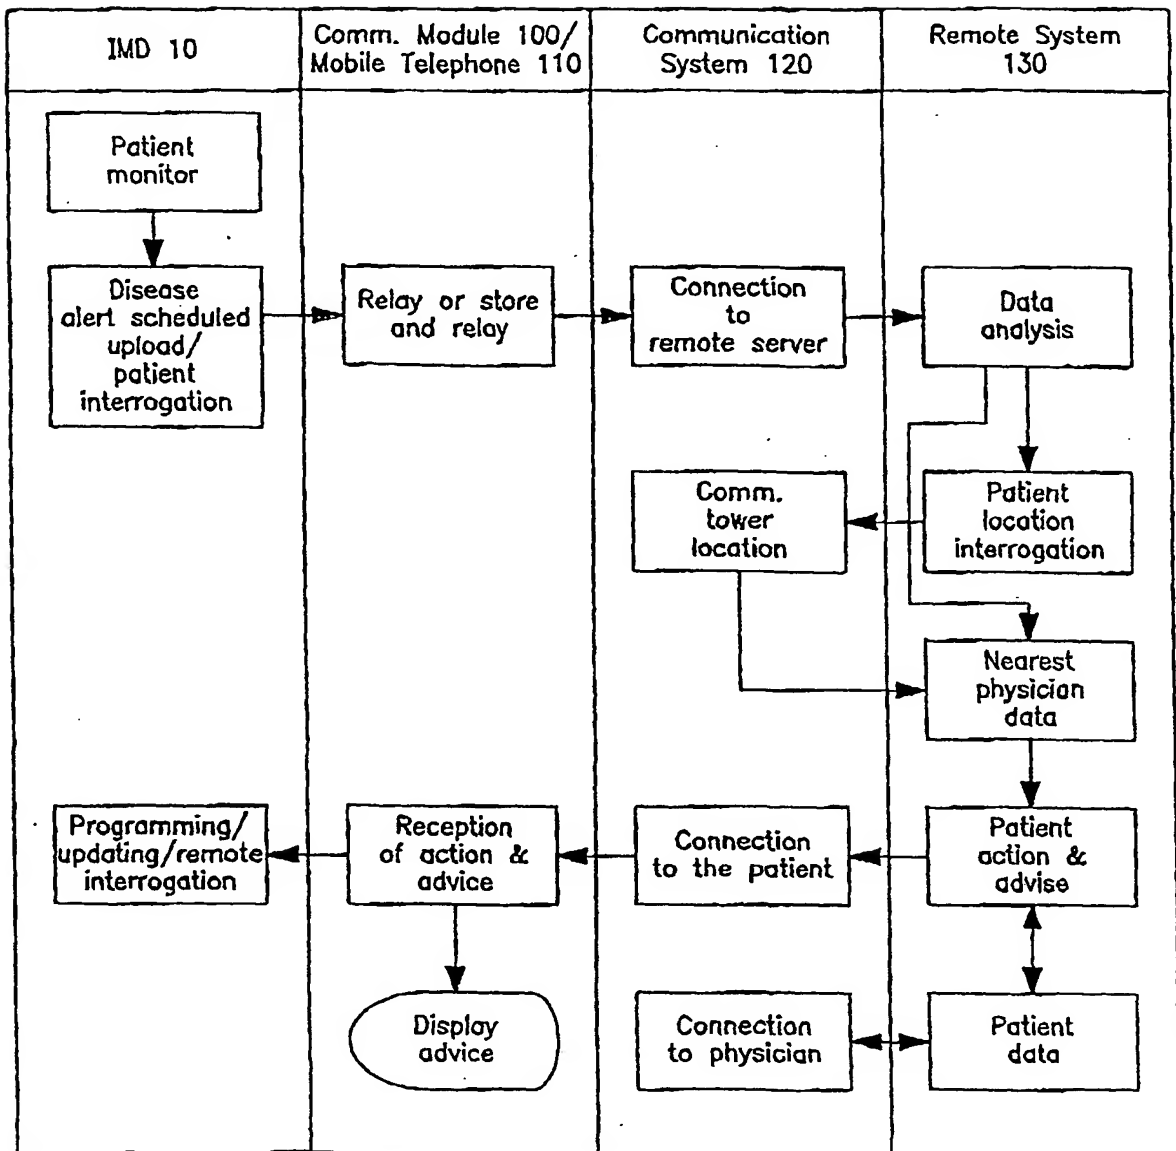 IMD 10
Comm. Module 100/
Mobile Telephone 110
Communication
System 120
Remote System
130
Patient
monitor
Disease
alert scheduled
upload/
patient
interrogation
Relay or store
and relay
Connection
to
remote server
Data
analysis
Comm.
tower
location
Patient
location
interrogation
Nearest
physician
data
Programming/
updating/remote
interrogation
Reception
of action &
advice
Connection
to the patient
Patient
action &
advise
Display
advice
Connection
to physician
Patient
data